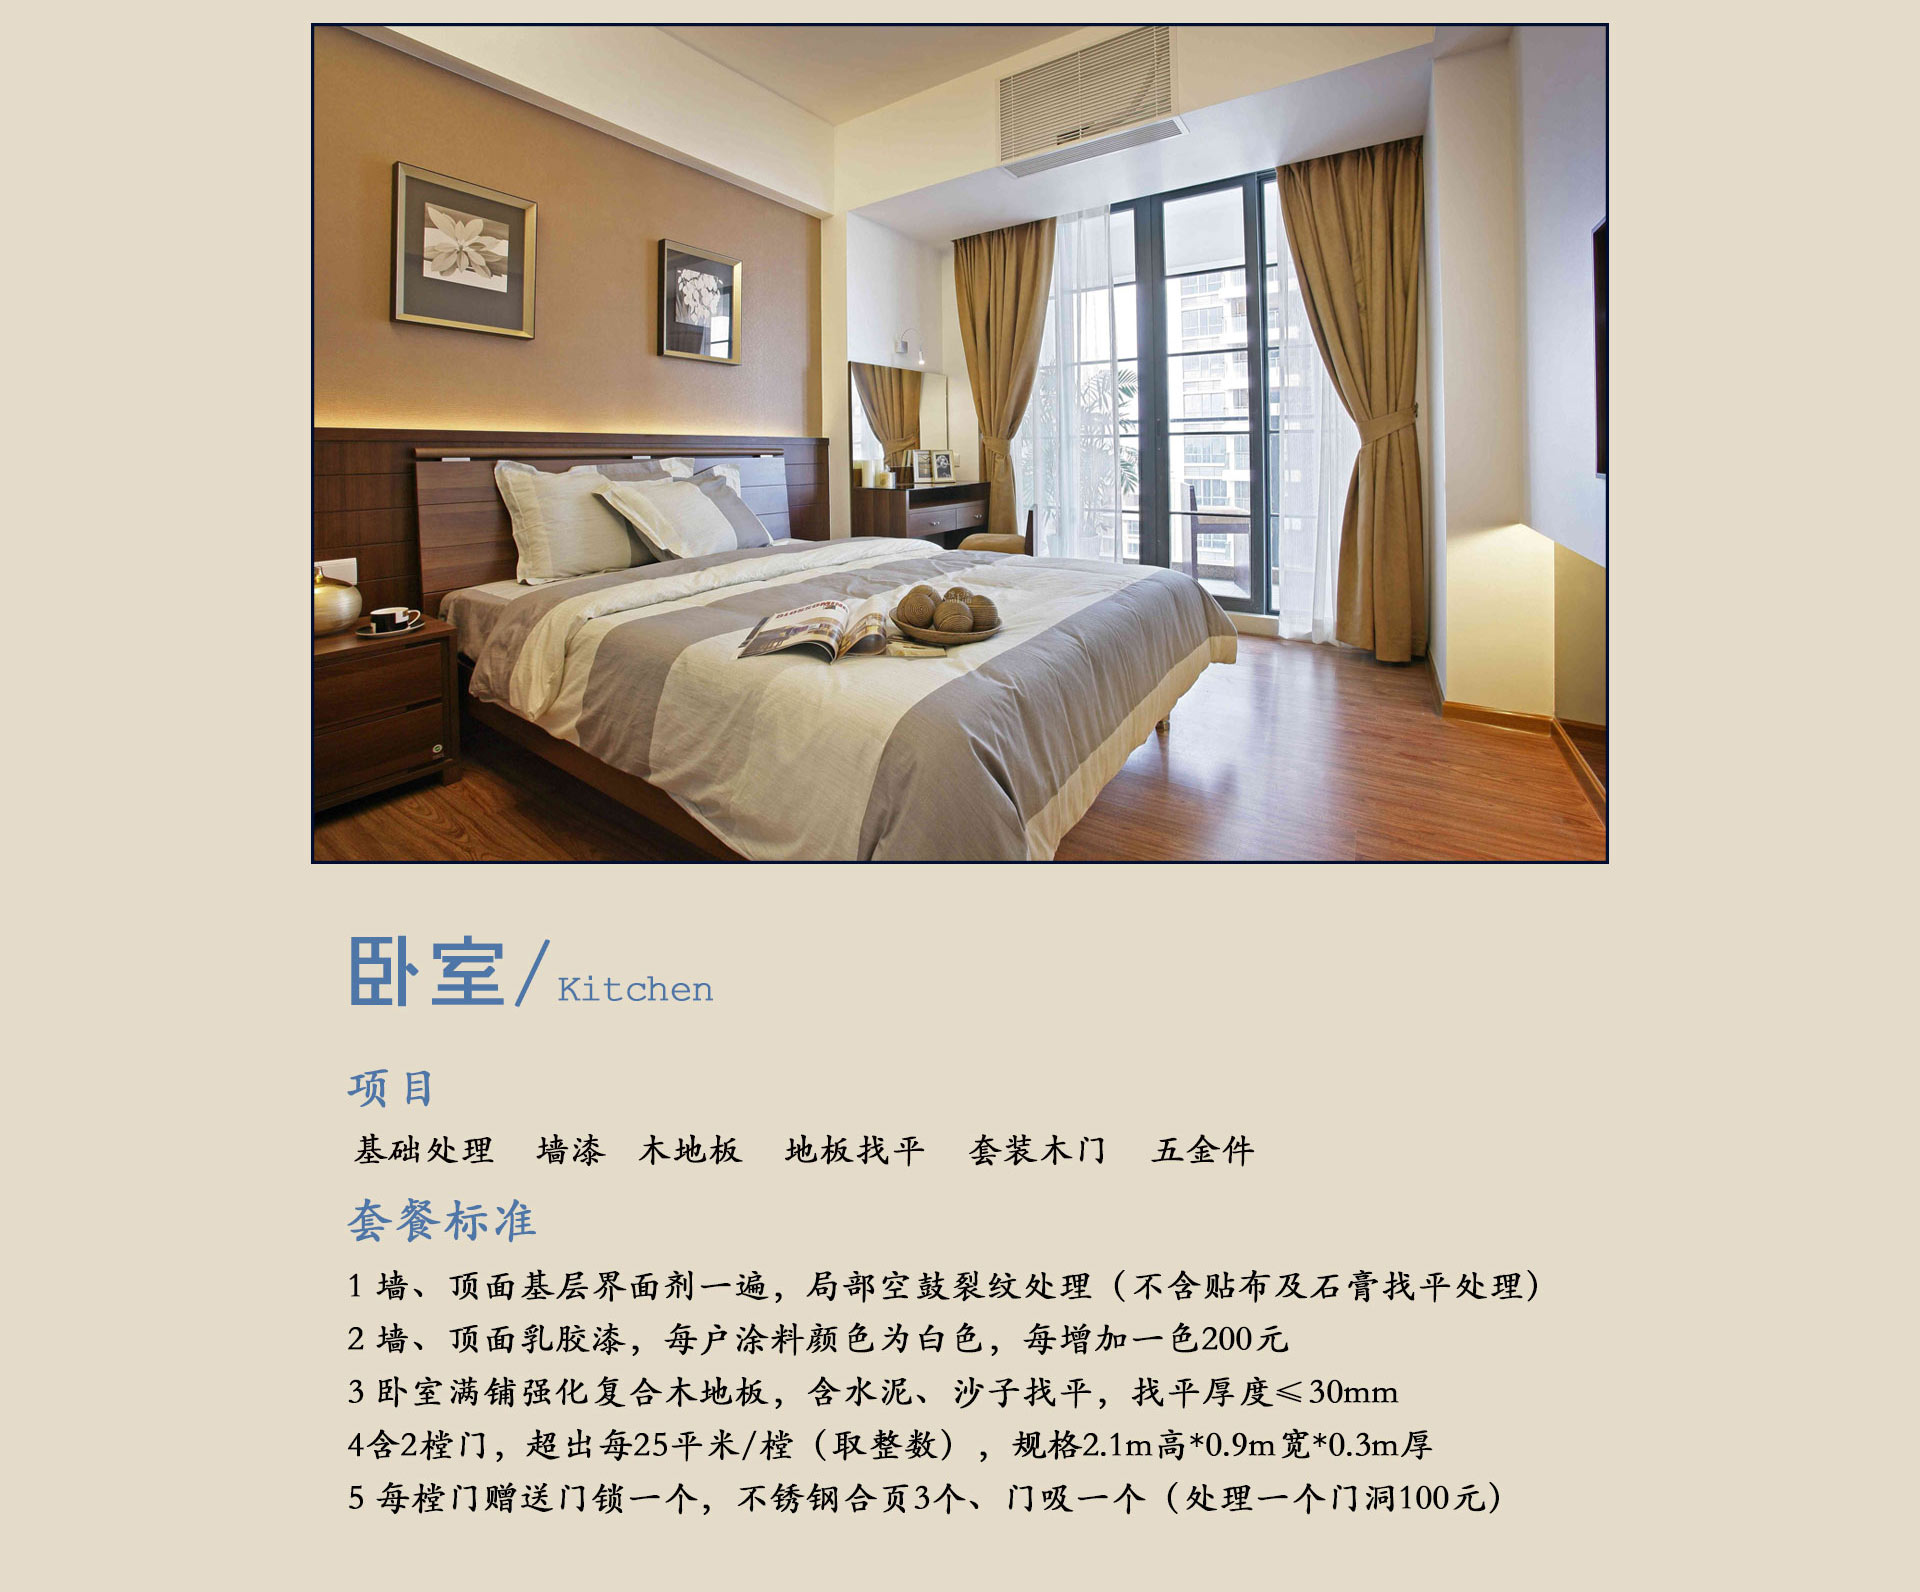 BLOSSOMING
卧室/Kitchen
项目
基础处理 墙漆 木地板 地板找平 套装木门 五金件
套餐标准
1 墙、顶面基层界面剂一遍，局部空鼓裂纹处理（不含贴布及石膏找平处理）
2 墙、顶面乳胶漆，每户涂料颜色为白色，每增加一色200元
3 卧室满铺强化复合木地板，含水泥、沙子找平，找平厚度≤30mm
4含2樘门，超出每25平米/樘（取整数），规格2.1m高*0.9m宽*0.3m厚
5 每樘门赠送门锁一个，不锈钢合页3个、门吸一个（处理一个门洞100元）